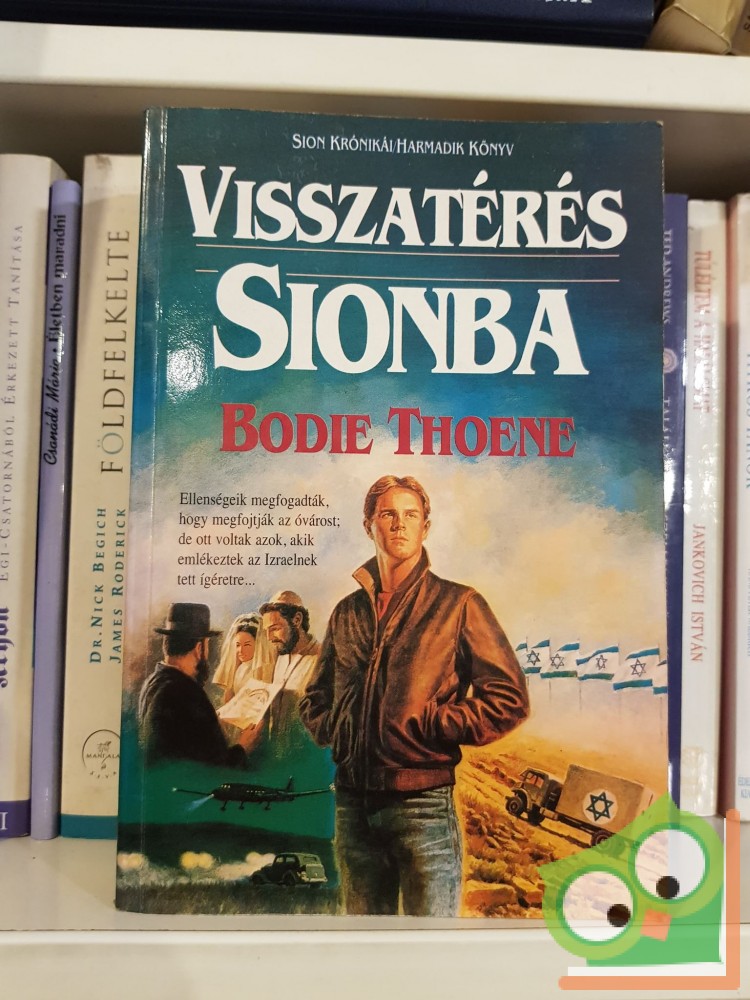 SION KRÓNIKÁI/HARMADIK KÖNYV
VISSZATÉRÉS
SIONBA
BODIE THOENE
Ellenségeik megfogadták,
hogy megfojtják az óvárost;
de ott voltak azok, akik
emlékeztek az Izraelnek
tett ígéretre...
ÉGI-CSATORNÁBÓL ÉRKEZETT TANÍTÁSA
Csanádi Mária • Életben maradni
DR. NICK BEGICH
JAMES RODERICK
FÖLDFELKELTE
MANDALA
JANKOVICH ISTVÁN